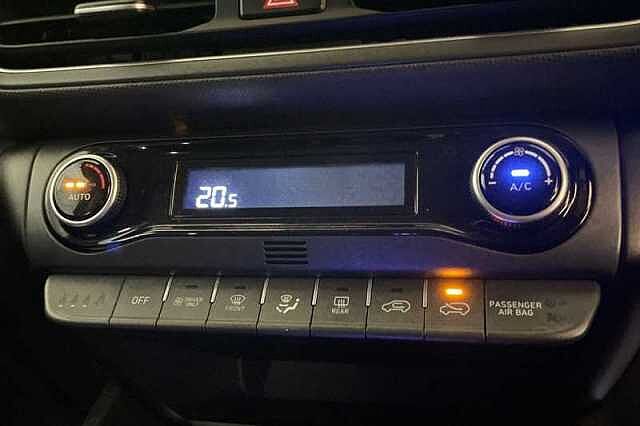 20.5
AUTO
- +
A/C
OFF
DRIVER
ONLY
FRONT
REAR
PASSENGER
AIR BAG